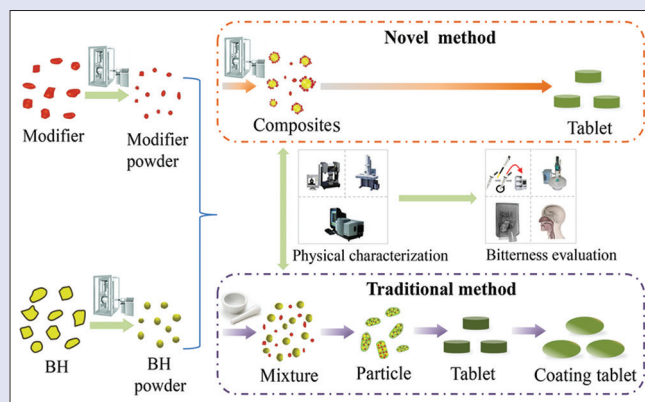 Novel method
Modifier
Modifier
powder
Composites
Tablet
Physical characterization
Bitterness evaluation
Traditional method
BH
BH
powder
Mixture
Particle
Tablet
Coating tablet